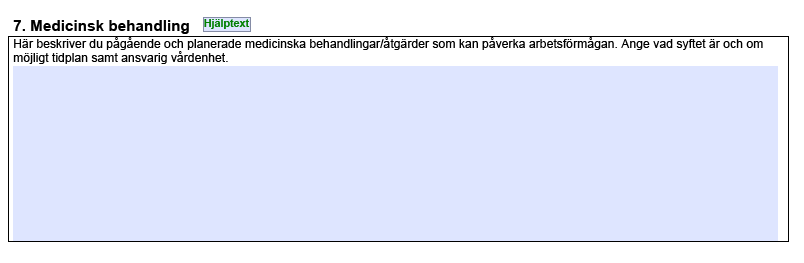 7. Medicinsk behandling Hjälptext
Här beskriver du pågående och planerade medicinska behandlingar/åtgärder som kan påverka arbetsförmågan. Ange vad syftet är och om
möjligt tidplan samt ansvarig vårdenhet.